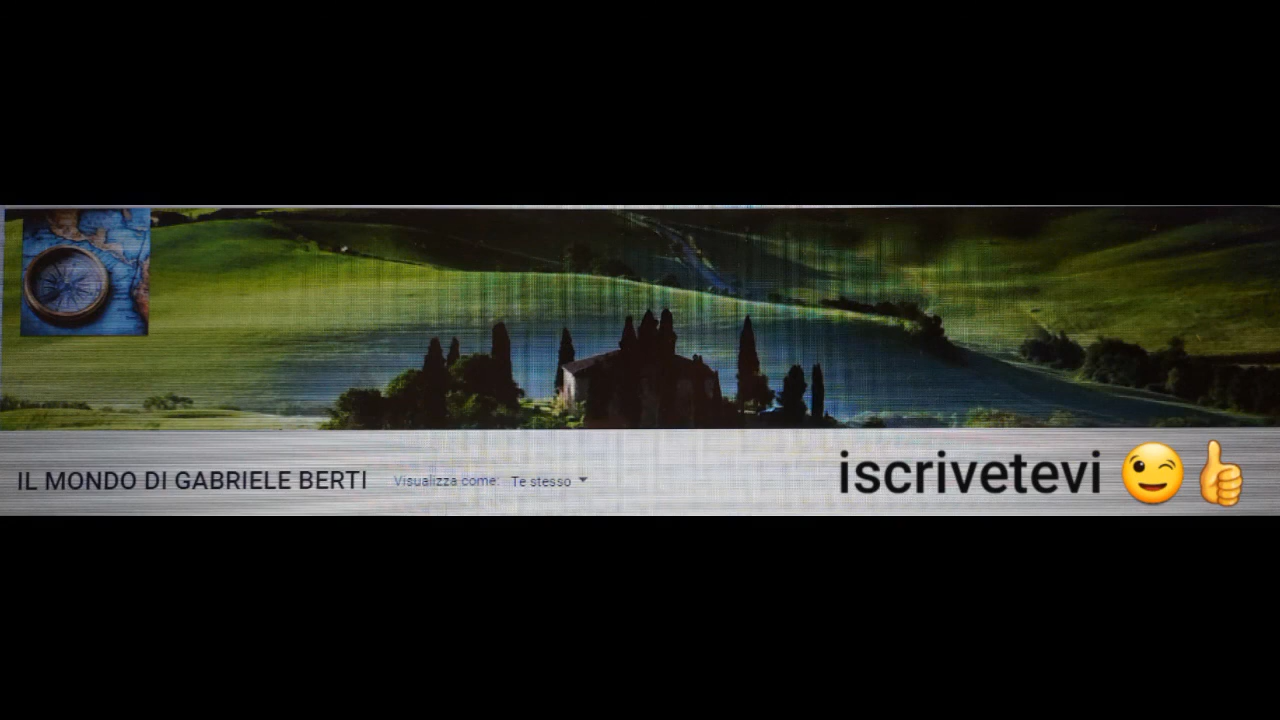 IL MONDO DI GABRIELE BERTI Visualizza come: Te stesso iscrivetevi 😉👍